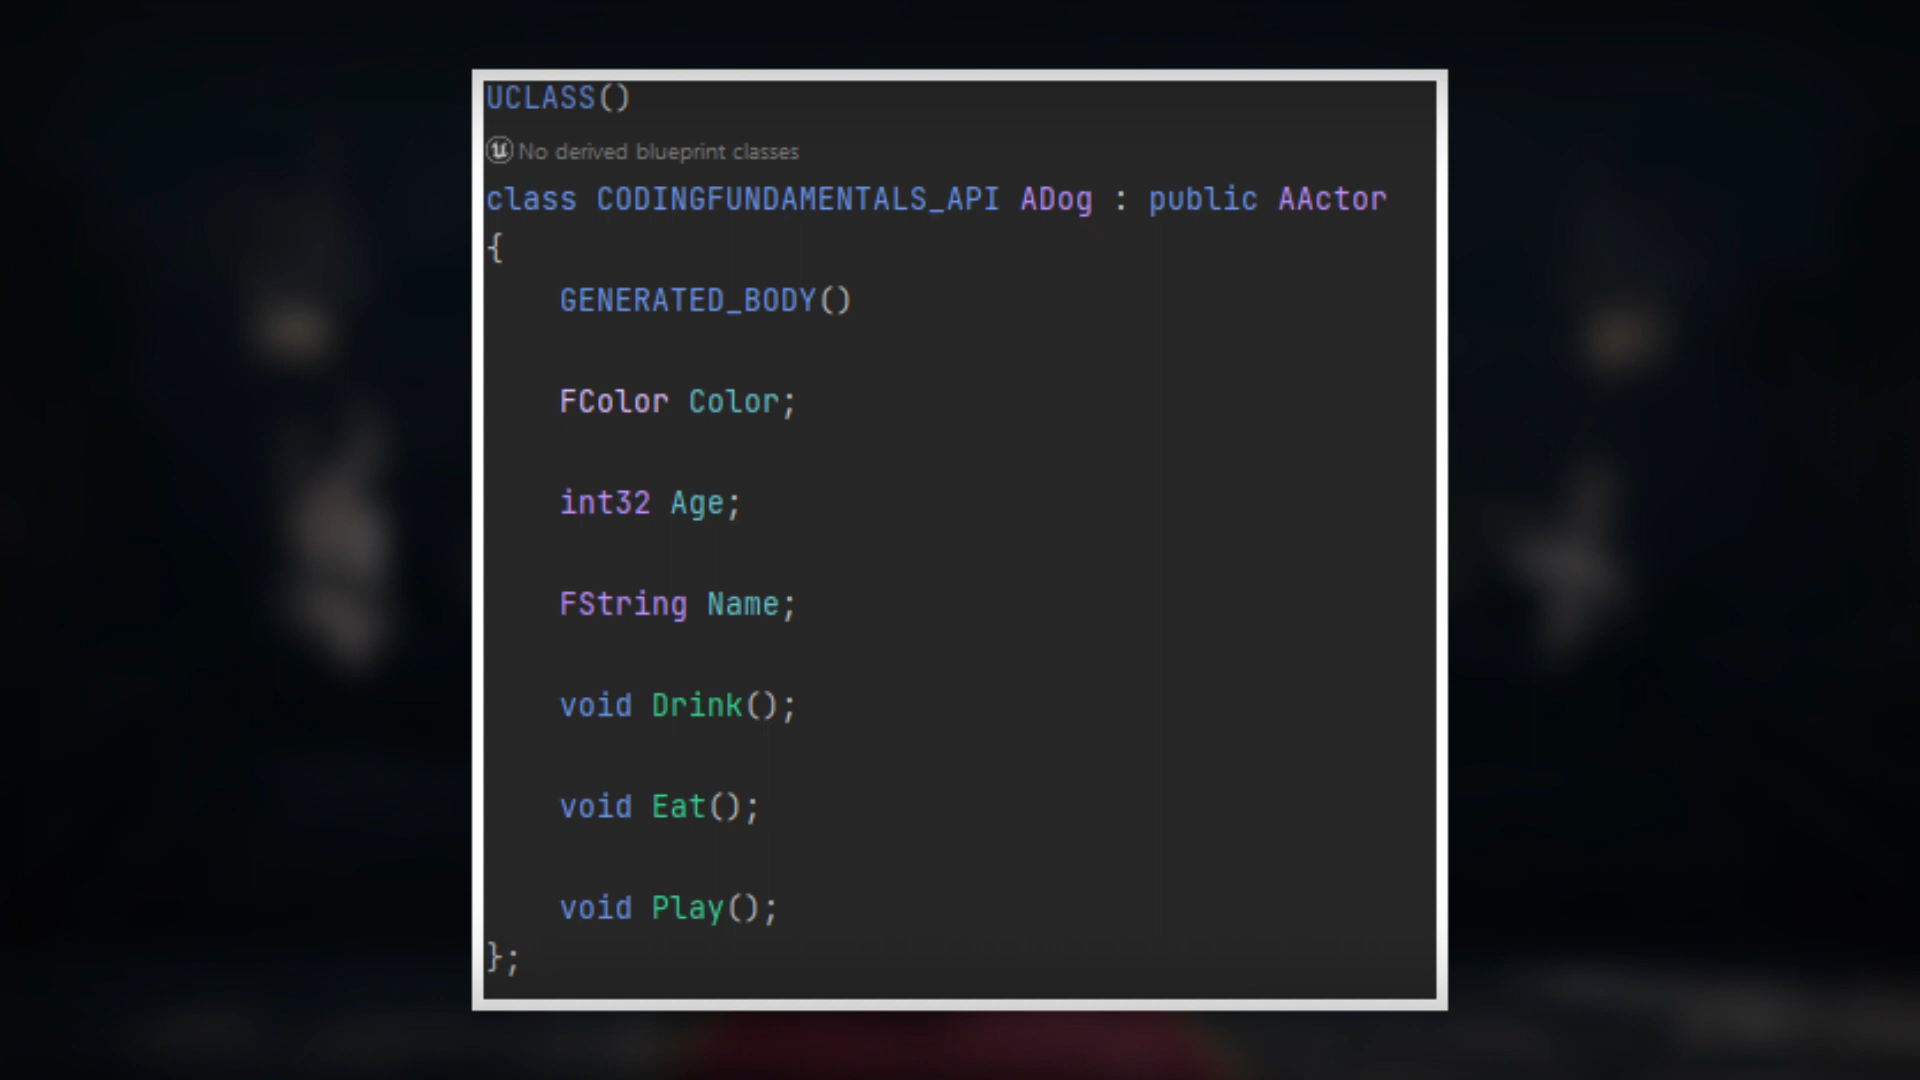 UCLASS()
No derived blueprint classes
class CODINGFUNDAMENTALS_API ADog : public AActor
{
GENERATED_BODY()
FColor Color;
int32 Age;
FString Name;
void Drink();
void Eat();
void Play();
};